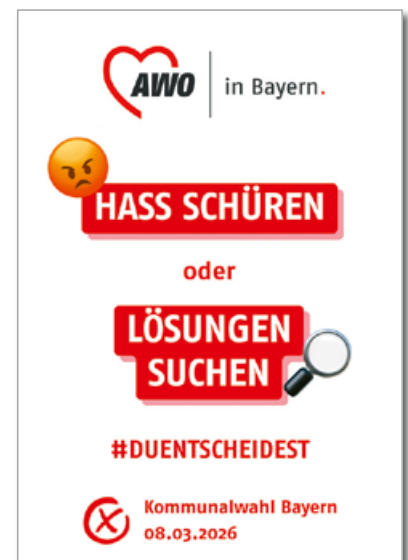 AWO in Bayern.
HASS SCHÜREN
oder
LÖSUNGEN
SUCHEN
#DUENTSCHEIDEST
Kommunalwahl Bayern
08.03.2026